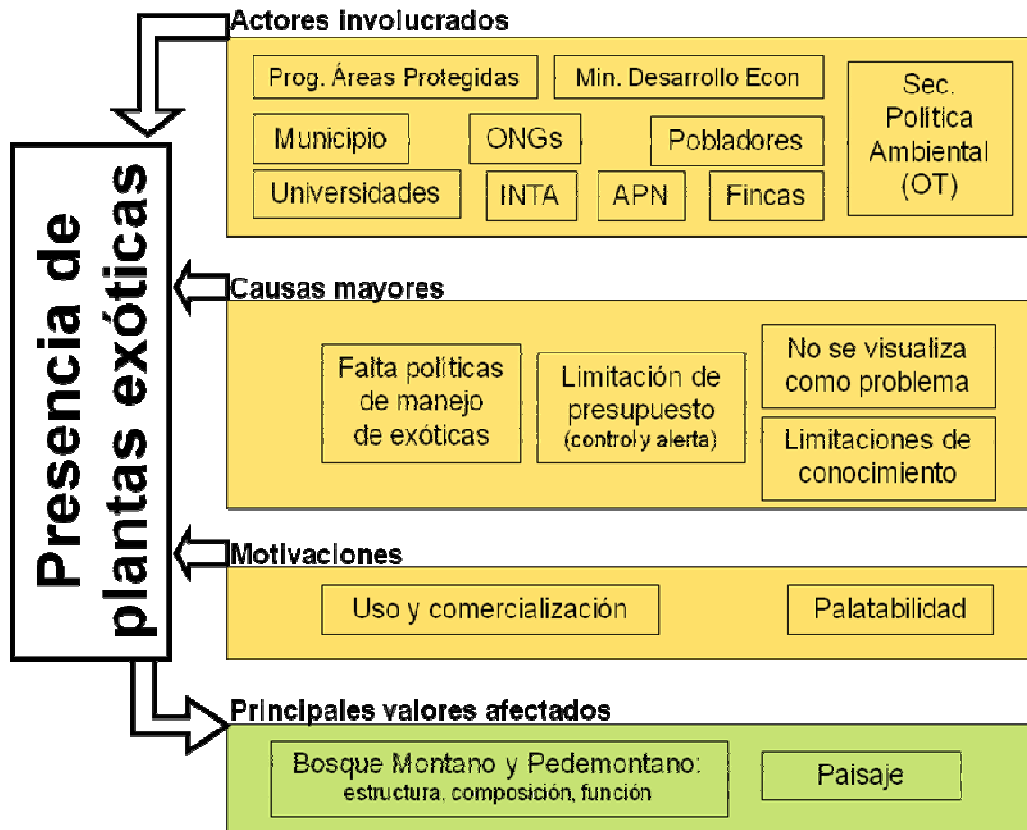 Actores involucrados
Prog. Áreas Protegidas
Min. Desarrollo Econ
Sec.
Política
Ambiental
(OT)
Municipio
ONGs
Pobladores
Universidades
INTA
APN
Fincas
Presencia de
plantas exóticas
Causas mayores
Falta políticas
de manejo
de exóticas
Limitación de
presupuesto
(control y alerta)
No se visualiza
como problema
Limitaciones de
conocimiento
Motivaciones
Uso y comercialización
Palatabilidad
Principales valores afectados
Bosque Montano y Pedemontano:
estructura, composición, función
Paisaje